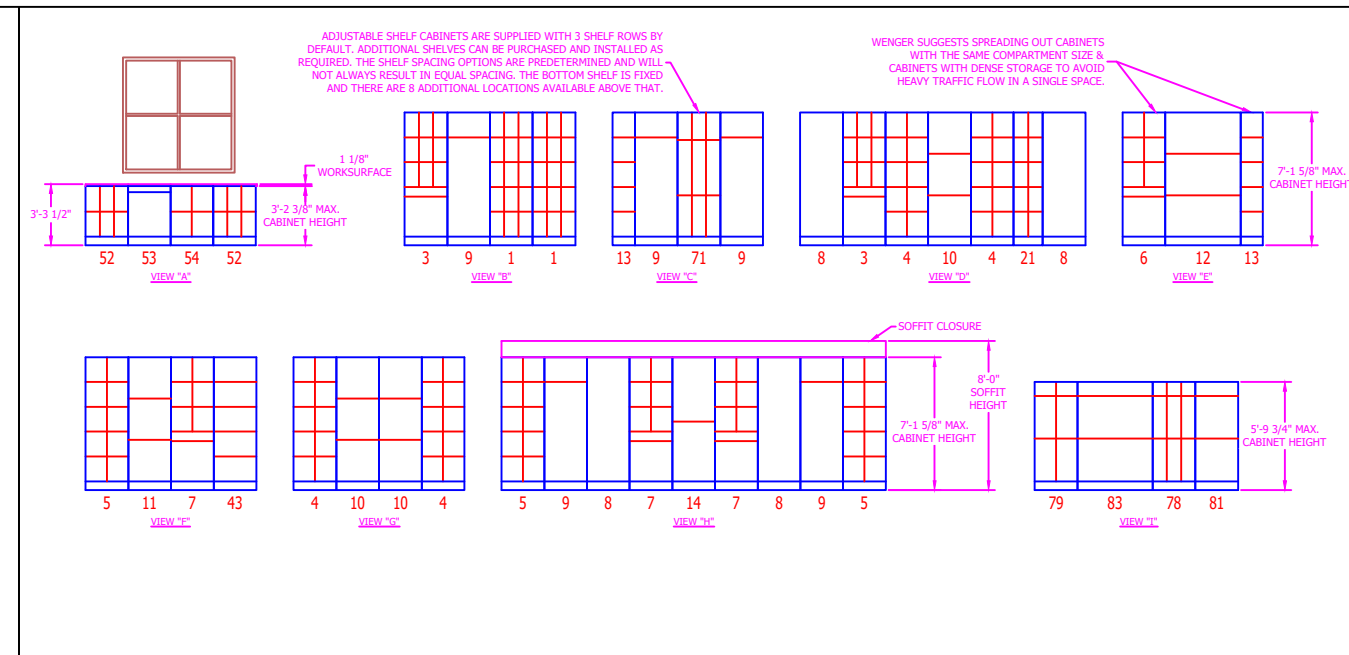 ADJUSTABLE SHELF CABINETS ARE SUPPLIED WITH 3 SHELF ROWS BY
DEFAULT. ADDITIONAL SHELVES CAN BE PURCHASED AND INSTALLED AS
REQUIRED. THE SHELF SPACING OPTIONS ARE PREDETERMINED AND WILL
NOT ALWAYS RESULT IN EQUAL SPACING. THE BOTTOM SHELF IS FIXED
AND THERE ARE 8 ADDITIONAL LOCATIONS AVAILABLE ABOVE THAT.
WENGER SUGGESTS SPREADING OUT CABINETS
WITH THE SAME COMPARTMENT SIZE &
CABINETS WITH DENSE STORAGE TO AVOID
HEAVY TRAFFIC FLOW IN A SINGLE SPACE.
1 1/8"
WORKSURFACE
3'-3 1/2"
3'-2 3/8" MAX.
CABINET HEIGHT
7'-1 5/8" MAX.
CABINET HEIGHT
52 53 54 52
VIEW "A"
3 9 1 1
VIEW "B"
13 9 71 9
VIEW "C"
8 3 4 10 4 21 8
VIEW "D"
6 12 13
VIEW "E"
SOFFIT CLOSURE
8'-0"
SOFFIT
HEIGHT
7'-1 5/8" MAX.
CABINET HEIGHT
5'-9 3/4" MAX.
CABINET HEIGHT
5 11 7 43
VIEW "F"
4 10 10 4
VIEW "G"
5 9 8 7 14 7 8 9 5
VIEW "H"
79 83 78 81
VIEW "I"